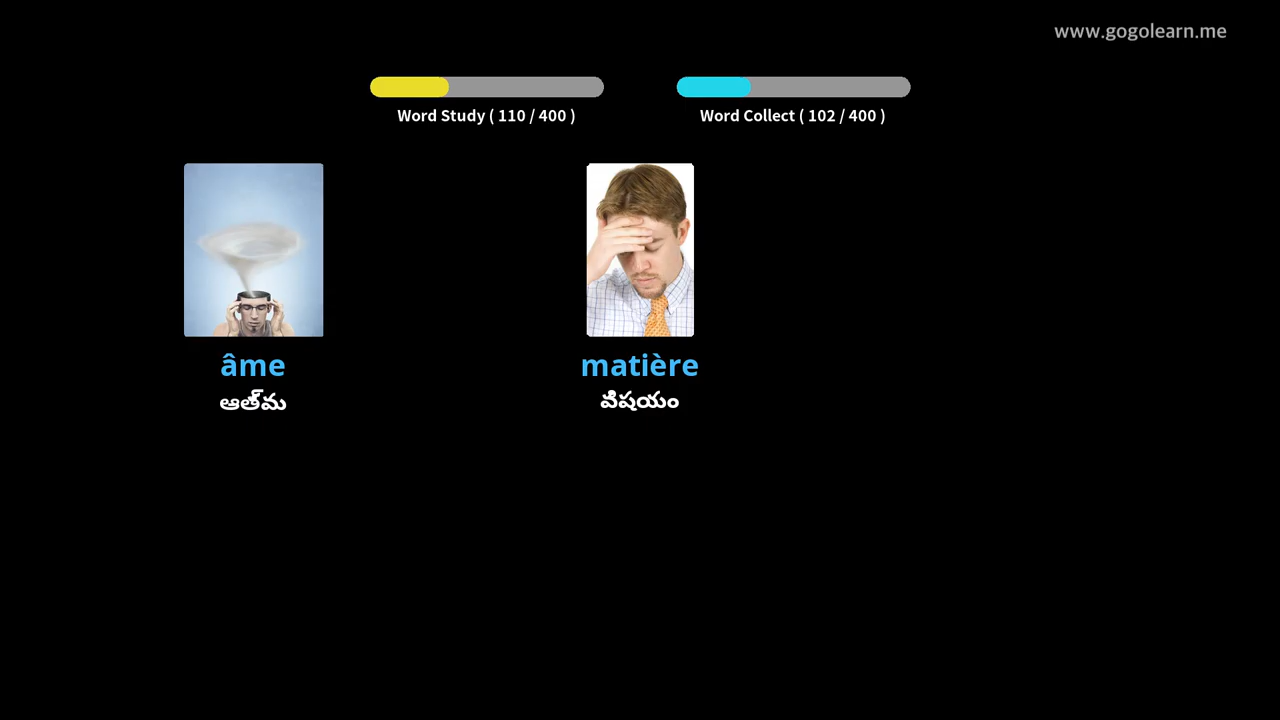 www.gogolearn.me
Word Study ( 110 / 400 )
Word Collect ( 102 / 400 )
âme
ఆత్మ
matière
విషయం